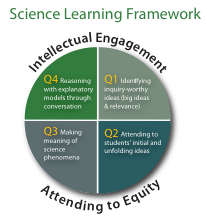 Science Learning Framework
Intellectual Engagement
Q4 Reasoning
with explanatory
models through
conversation
Q1 Identifying
inquiry-worthy
ideas (big ideas
& relevance)
Q3 Making
meaning of
science
phenomena
Q2 Attending to
students' initial and
unfolding ideas
Attending to Equity